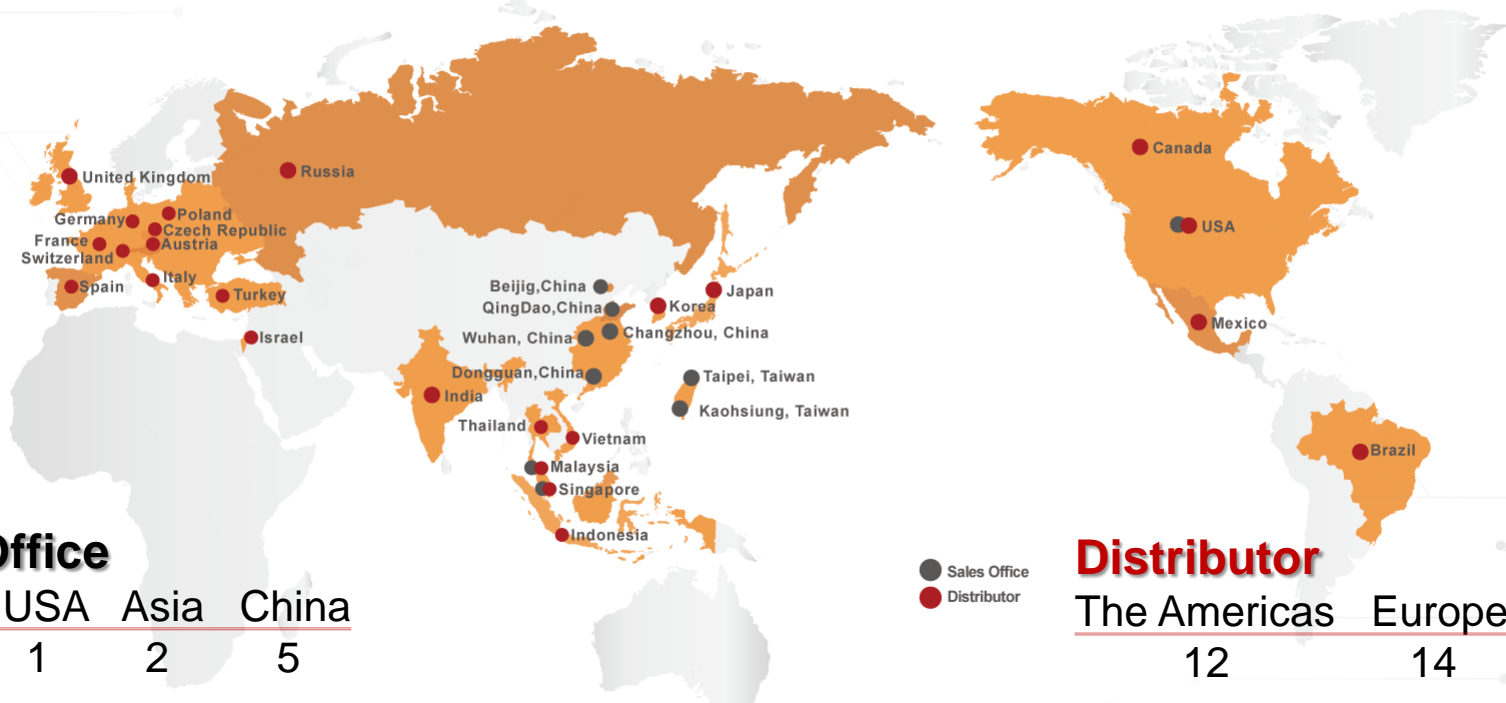 Canada
United Kingdom
Russia
Poland
Germany
Czech Republic
USA
France
Austria
Switzerland
Italy
Spain
Turkey
Beijig,China
Japan
QingDao,China
Korea
Mexico
Israel
Wuhan, China
Changzhou, China
Dongguan,China
Taipei, Taiwan
India
Kaohsiung, Taiwan
Thailand
Vietnam
Brazil
Malaysia
Singapore
Indonesia
Office
USA Asia China
1 2 5
Sales Office
Distributor
Distributor
The Americas Europe
12 14